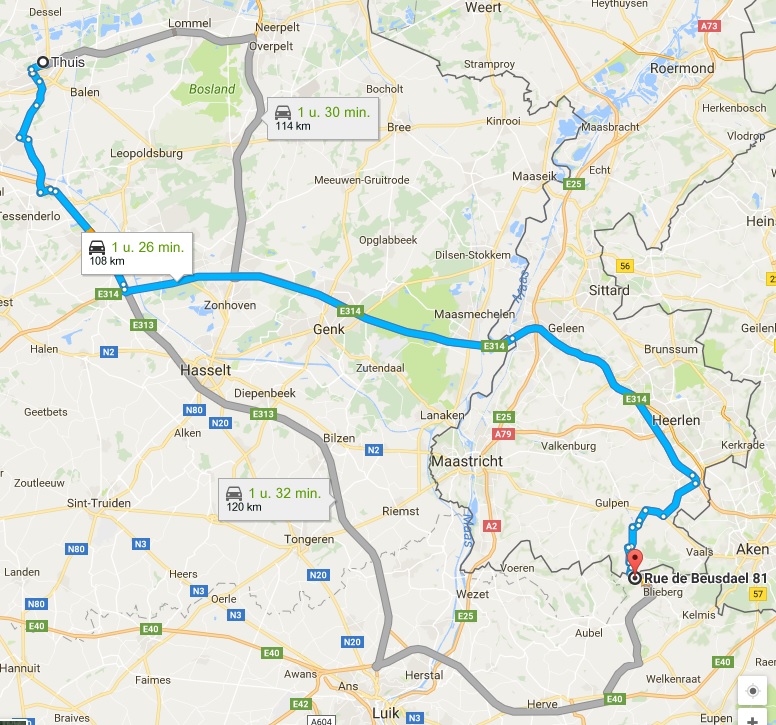 Dessel
Lommel
Neerpelt
Overpelt
Weert
Heythuysen
A73
Thuis
Balen
Bosland
Stramproy
Roermond
Bocholt
1 u. 30 min.
114 km
Bree
Kinrooi
Herkenbosch
Maasbracht
Vlodrop
Leopoldsburg
Meeuwen-Gruitrode
Maaseik
Echt
E25
Tessenderlo
1 u. 26 min.
108 km
Opglabbeek
Dilsen-Stokkem
56
Maas
Sittard
E314
Zonhoven
E313
E314
Genk
Maasmechelen
Geleen
Halen
N2
E314
Brunssum
Hasselt
Zutendaal
Diepenbeek
E314
Geetbets
N80
N20
E313
Lanaken
E25
Heerlen
Alken
Bilzen
N2
A79
Valkenburg
Kerkrade
Maastricht
Zoutleeuw
1 u. 32 min.
120 km
Sint-Truiden
Riemst
Gulpen
A2
Maas
N3
Tongeren
N80
Vaals
Aken
Landen
Heers
N20
Voeren
Rue de Beusdael 81
N3
Oerle
Wezet
Blieberg
57
N80
N3
E25
Kelmis
E40
E40
N20
Aubel
E40
E40
Hannuit
Faimes
Awans
Herstal
Welkenraat
Ans
E42
Herve
E40
Eupen
Braives
A604
Luik
N3